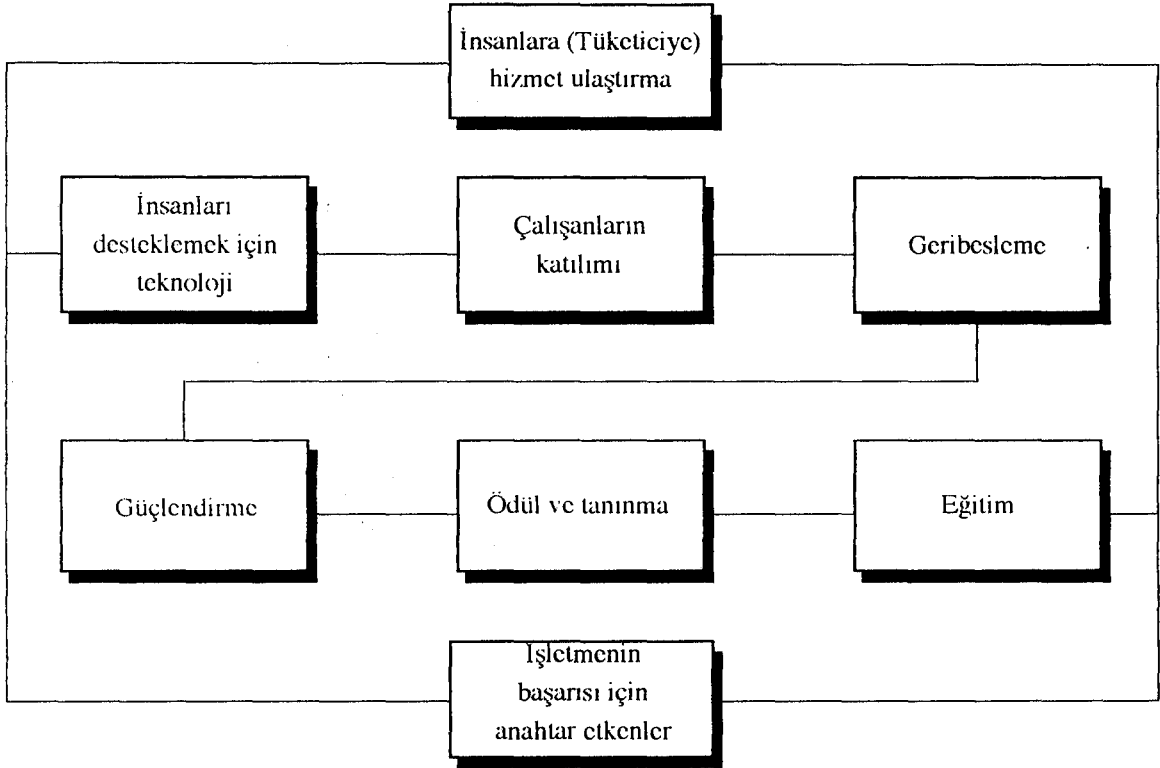 İnsanlara (Tüketiciye)
hizmet ulaştırma
İnsanları
desteklemek için
teknoloji
Çalışanların
katılımı
Geribesleme
Güçlendirme
Ödül ve tanınma
Eğitim
İşletmenin
başarısı için
anahtar etkenler